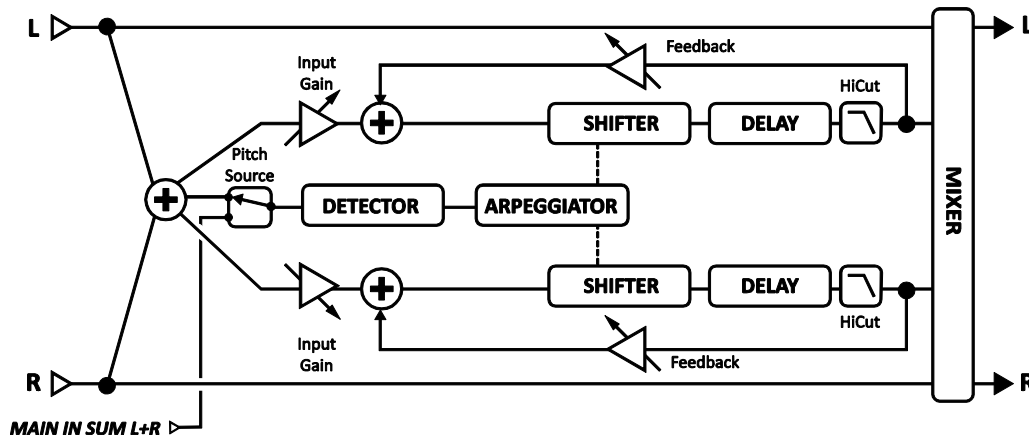 L
L
Feedback
Input
Gain
HiCut
SHIFTER
DELAY
Pitch
Source
DETECTOR
ARPEGGIATOR
MIXER
SHIFTER
DELAY
HiCut
Input
Gain
Feedback
R
R
MAIN IN SUM L+R